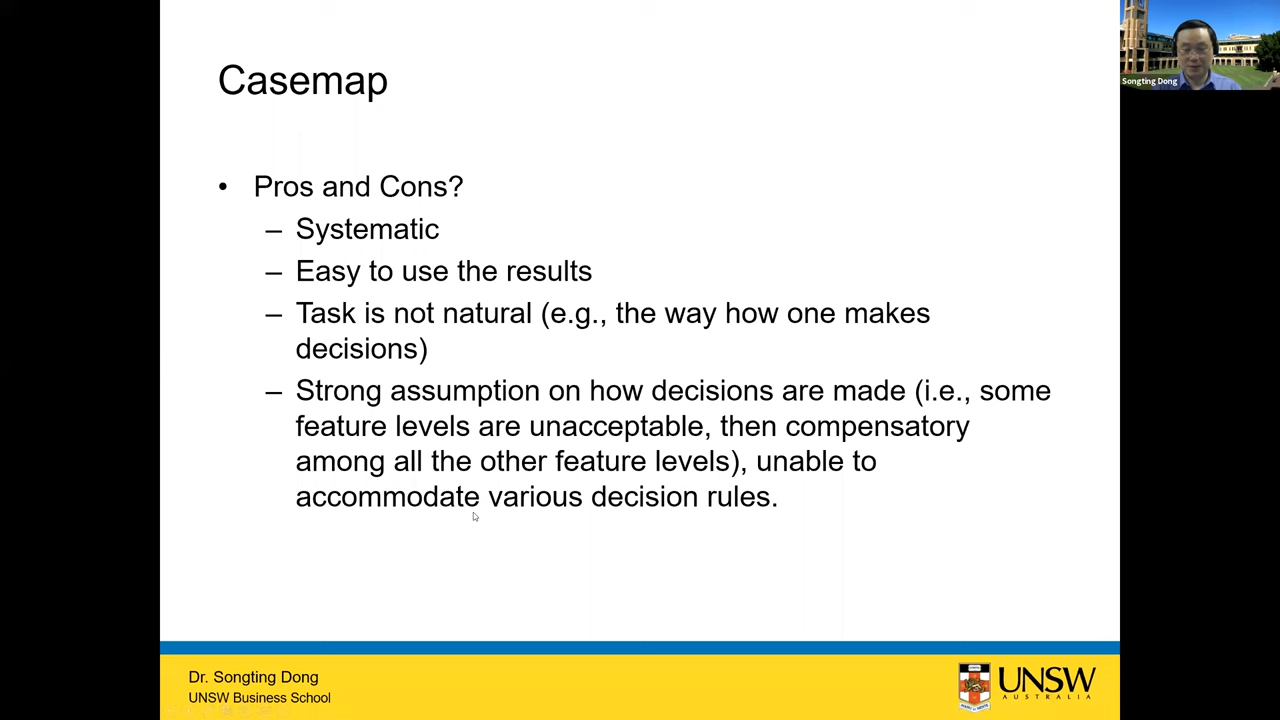 Casemap
• Pros and Cons?
– Systematic
– Easy to use the results
– Task is not natural (e.g., the way how one makes
decisions)
– Strong assumption on how decisions are made (i.e., some
feature levels are unacceptable, then compensatory
among all the other feature levels), unable to
accommodate various decision rules.
Songting Dong
Dr. Songting Dong
UNSW Business School
UNSW
AUSTRALIA